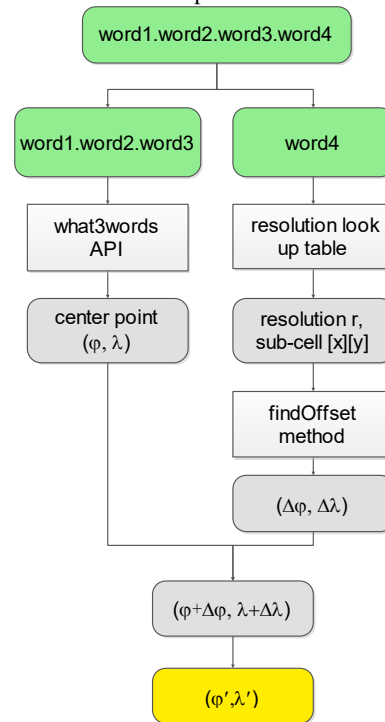 word1.word2.word3.word4
word1.word2.word3
word4
what3words
API
resolution look
up table
center point
(φ, λ)
resolution r,
sub-cell [x][y]
findOffset
method
(Δφ, Δλ)
(φ+Δφ, λ+Δλ)
(φ′,λ′)